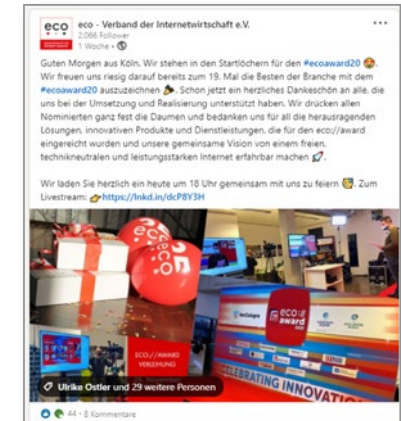 eco - Verband der Internetwirtschaft e.V.
2.066 Follower
1 Woche •
Guten Morgen aus Köln. Wir stehen in den Startlöchern für den #ecoaward20 😍.
Wir freuen uns riesig darauf bereits zum 19. Mal die Besten der Branche mit dem
#ecoaward20 auszuzeichnen 🎉. Schon jetzt ein herzliches Dankeschön an alle, die
uns bei der Umsetzung und Realisierung unterstützt haben. Wir drücken allen
Nominierten ganz fest die Daumen und bedanken uns für all die herausragenden
Lösungen, innovativen Produkte und Dienstleistungen, die für den eco://award
eingereicht wurden und unsere gemeinsame Vision von einem freien,
technikneutralen und leistungsstarken Internet erfahrbar machen 🚀.
Wir laden Sie herzlich ein heute um 18 Uhr gemeinsam mit uns zu feiern 🥳. Zum
Livestream: 👉https://lnkd.in/dcP8Y3H
eco
eco
NetCologne
eco://
award
ECO://AWARD
VERLEIHUNG
CELEBRATING INNOVATION
Ulrike Ostler und 29 weitere Personen
44 • 8 Kommentare